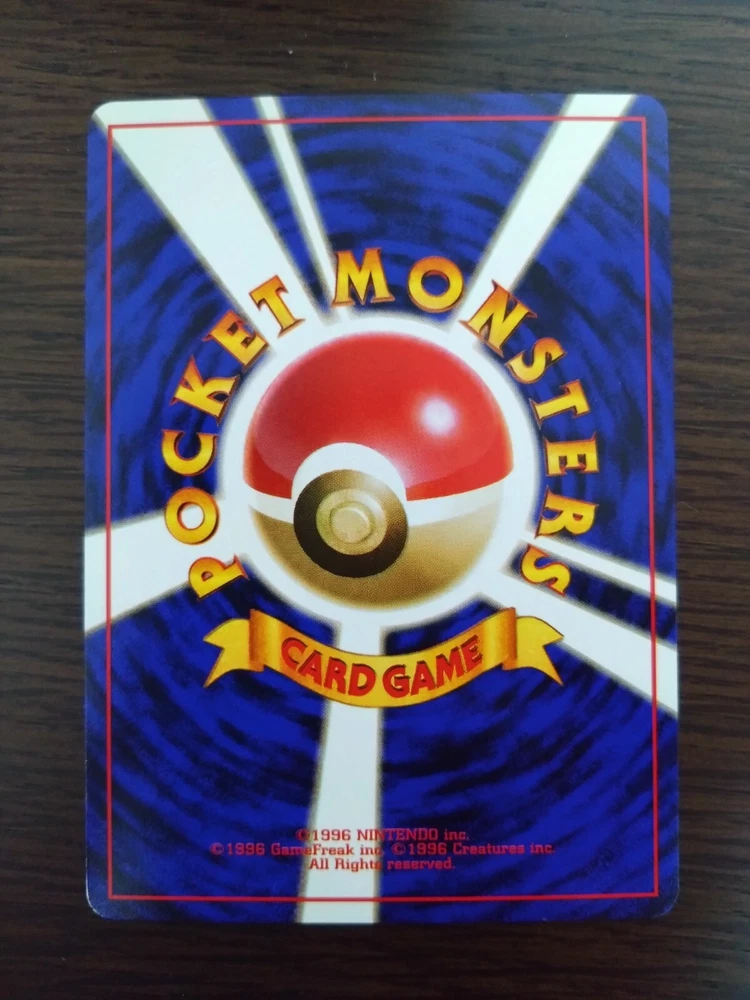 POCKET MONSTERS
CARD GAME
©1996 NINTENDO inc.
©1996 GameFreak inc. ©1996 Creatures inc.
All Rights reserved.